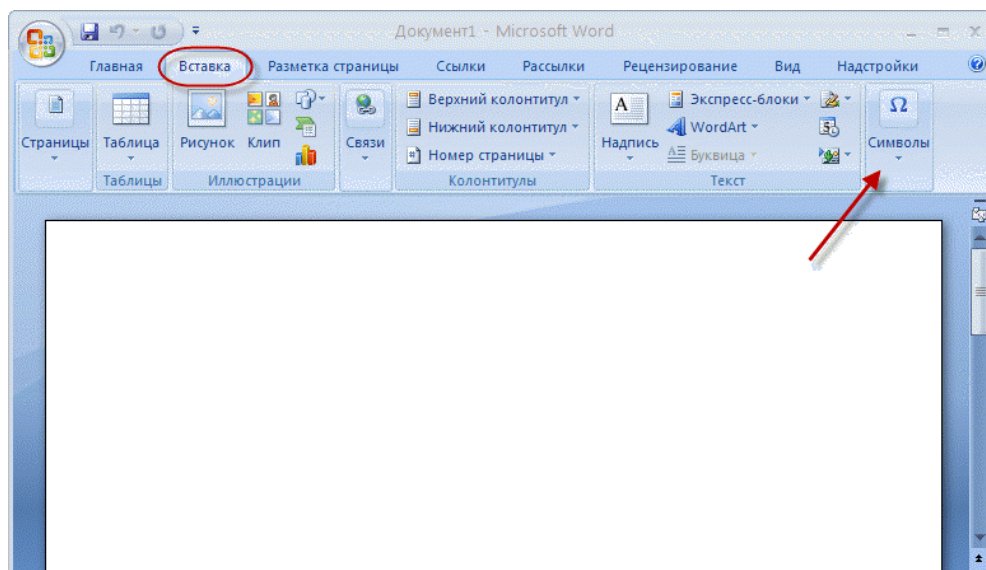 Документ1 - Microsoft Word
Главная Вставка Разметка страницы Ссылки Рассылки Рецензирование Вид Надстройки
Верхний колонтитул Экспресс-блоки
Нижний колонтитул WordArt
Страницы Таблица Рисунок Клип Связи Надпись Символы
Номер страницы Буквица
Таблицы Иллюстрации Колонтитулы Текст